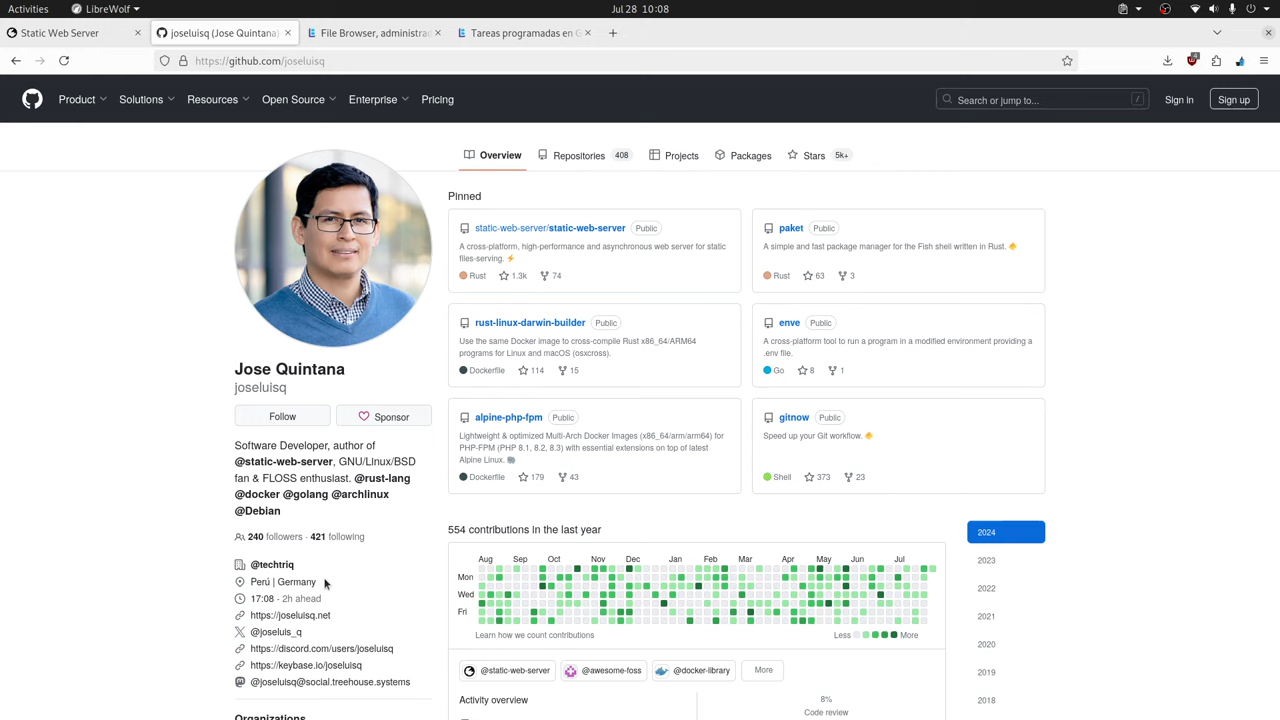 Activities LibreWolf Jul 28 10:08
Static Web Server joseluisq (Jose Quintana) File Browser, administrad Tareas programadas en G
https://github.com/joseluisq
Product Solutions Resources Open Source Enterprise Pricing Search or jump to... / Sign in Sign up
Overview Repositories 408 Projects Packages Stars 5k+
Pinned
static-web-server/static-web-server Public
A cross-platform, high-performance and asynchronous web server for static
files-serving. ⚡
Rust 1.3k 74
paket Public
A simple and fast package manager for the Fish shell written in Rust.
Rust 63 3
rust-linux-darwin-builder Public
Use the same Docker image to cross-compile Rust x86_64/ARM64
programs for Linux and macOS (osxcross).
Dockerfile 114 15
enve Public
A cross-platform tool to run a program in a modified environment providing a
.env file.
Go 8 1
alpine-php-fpm Public
Lightweight & optimized Multi-Arch Docker Images (x86_64/arm/arm64) for
PHP-FPM (PHP 8.1, 8.2, 8.3) with essential extensions on top of latest
Alpine Linux. 🐘
Dockerfile 179 43
gitnow Public
Speed up your Git workflow.
Shell 373 23
Jose Quintana
joseluisq
Follow Sponsor
Software Developer, author of
@static-web-server, GNU/Linux/BSD
fan & FLOSS enthusiast. @rust-lang
@docker @golang @archlinux
@Debian
240 followers · 421 following
@techtriq
Perú | Germany
17:08 - 2h ahead
https://joseluisq.net
@joseluis_q
https://discord.com/users/joseluisq
https://keybase.io/joseluisq
@joseluisq@social.treehouse.systems
Organizations
554 contributions in the last year
Aug Sep Oct Nov Dec Jan Feb Mar Apr May Jun Jul
Mon
Wed
Fri
Learn how we count contributions Less More
@static-web-server @awesome-foss @docker-library More
Activity overview
8%
Code review
2024
2023
2022
2021
2020
2019
2018